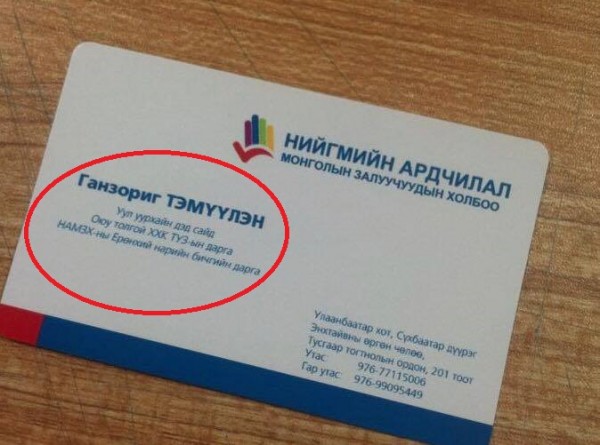 НИЙГМИЙН АРДЧИЛАЛ
МОНГОЛЫН ЗАЛУУЧУУДЫН ХОЛБОО
Ганзориг ТЭМҮҮЛЭН
Уул уурхайн дэд сайд
Оюу толгой ХХК ТУЗ-ын дарга
НАМЗХ-ны Ерөнхий нарийн бичгийн дарга
Улаанбаатар хот, Сүхбаатар дүүрэг
Энхтайвны өргөн чөлөө,
Тусгаар тогтнолын ордон, 201 тоот
Утас: 976-77115006
Гар утас: 976-99095449